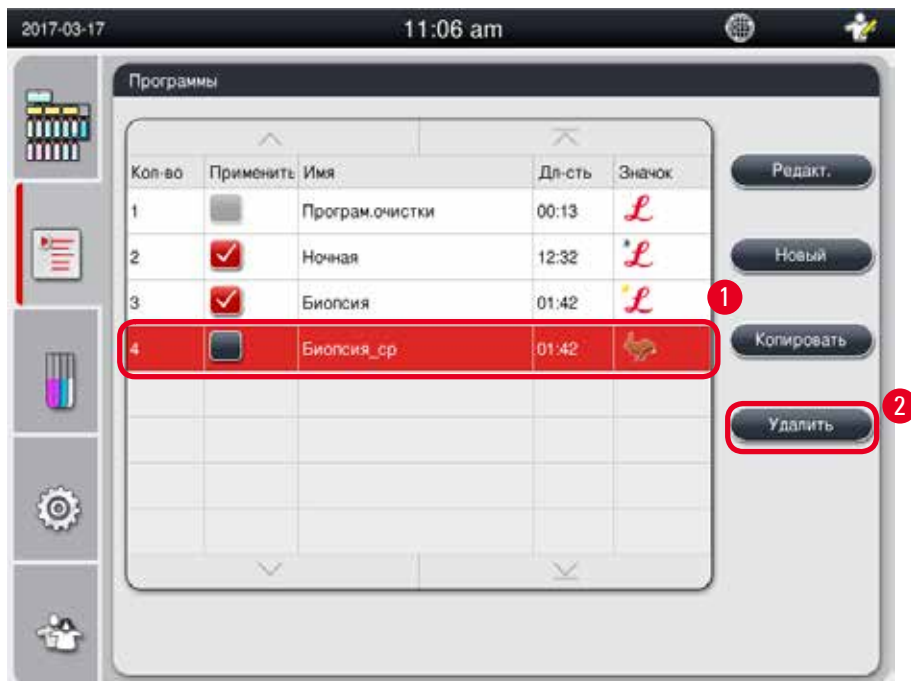 2017-03-17 11:06 am
Программы
Кол-во Применить Имя Дл-сть Значок
1 Програм.очистки 00:13 L
2 Ночная 12:32 L
3 Биопсия 01:42 L
4 Биопсия_ср 01:42
Редакт.
Новый
1
Копировать
2
Удалить